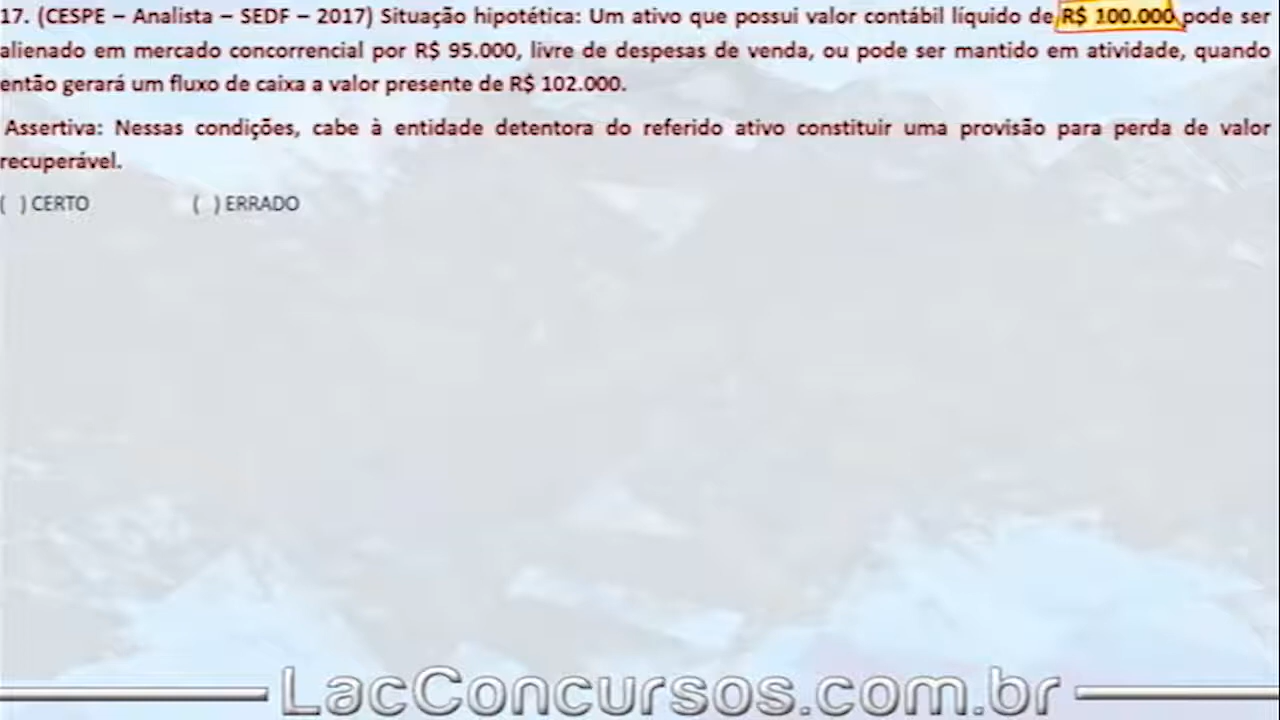 17. (CESPE – Analista – SEDF – 2017) Situação hipotética: Um ativo que possui valor contábil líquido de R$ 100.000 pode ser
alienado em mercado concorrencial por R$ 95.000, livre de despesas de venda, ou pode ser mantido em atividade, quando
então gerará um fluxo de caixa a valor presente de R$ 102.000.
Assertiva: Nessas condições, cabe à entidade detentora do referido ativo constituir uma provisão para perda de valor
recuperável.
( ) CERTO ( ) ERRADO
LacConcursos.com.br